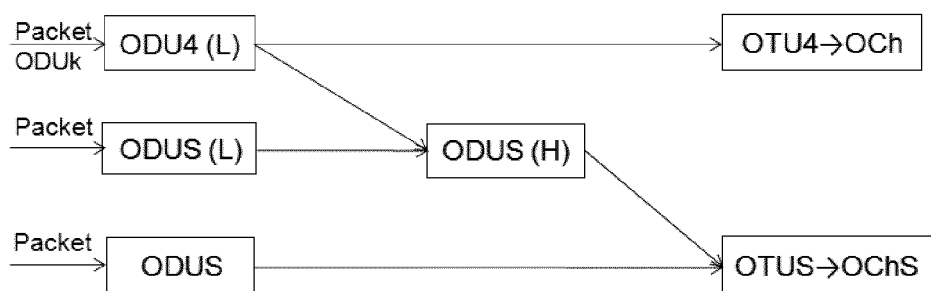 Packet
ODUk
ODU4 (L)
OTU4→OCh
Packet
ODUS (L)
ODUS (H)
Packet
ODUS
OTUS→OChS